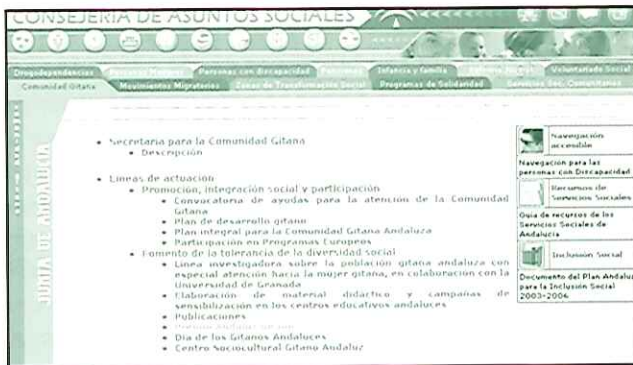 CONSEJERIA DE ASUNTOS SOCIALES
Drogodependencias Personas Mayores Personas con discapacidad Infancia y Familia Voluntariado Social
Comunidad Gitana Movimientos Migratorios Zonas de Transformación Social Programas de Solidaridad Servicios Soc. Comunitarios
JUNTA DE ANDALUCIA
• Secretaria para la Comunidad Gitana
• Descripción
• Líneas de actuación
• Promoción, integración social y participación
• Convocatoria de ayudas para la atención de la Comunidad
Gitana
• Plan de desarrollo gitano
• Plan integral para la Comunidad Gitana Andaluza
• Participación en Programas Europeos
• Fomento de la tolerancia de la diversidad social
• Línea investigadora sobre la población gitana andaluza con
especial atención hacia la mujer gitana, en colaboración con la
Universidad de Granada
• Elaboración de material didáctico y campañas de
sensibilización en los centros educativos andaluces
• Publicaciones
• Día de los Gitanos Andaluces
• Centro Sociocultural Gitano Andaluz
Navegación
accesible
Navegación para las
personas con Discapacidad
Recursos de
Servicios Sociales
Guía de recursos de los
Servicios Sociales de
Andalucía
Inclusión Social
Documento del Plan Andaluz
para la Inclusión Social
2003-2006